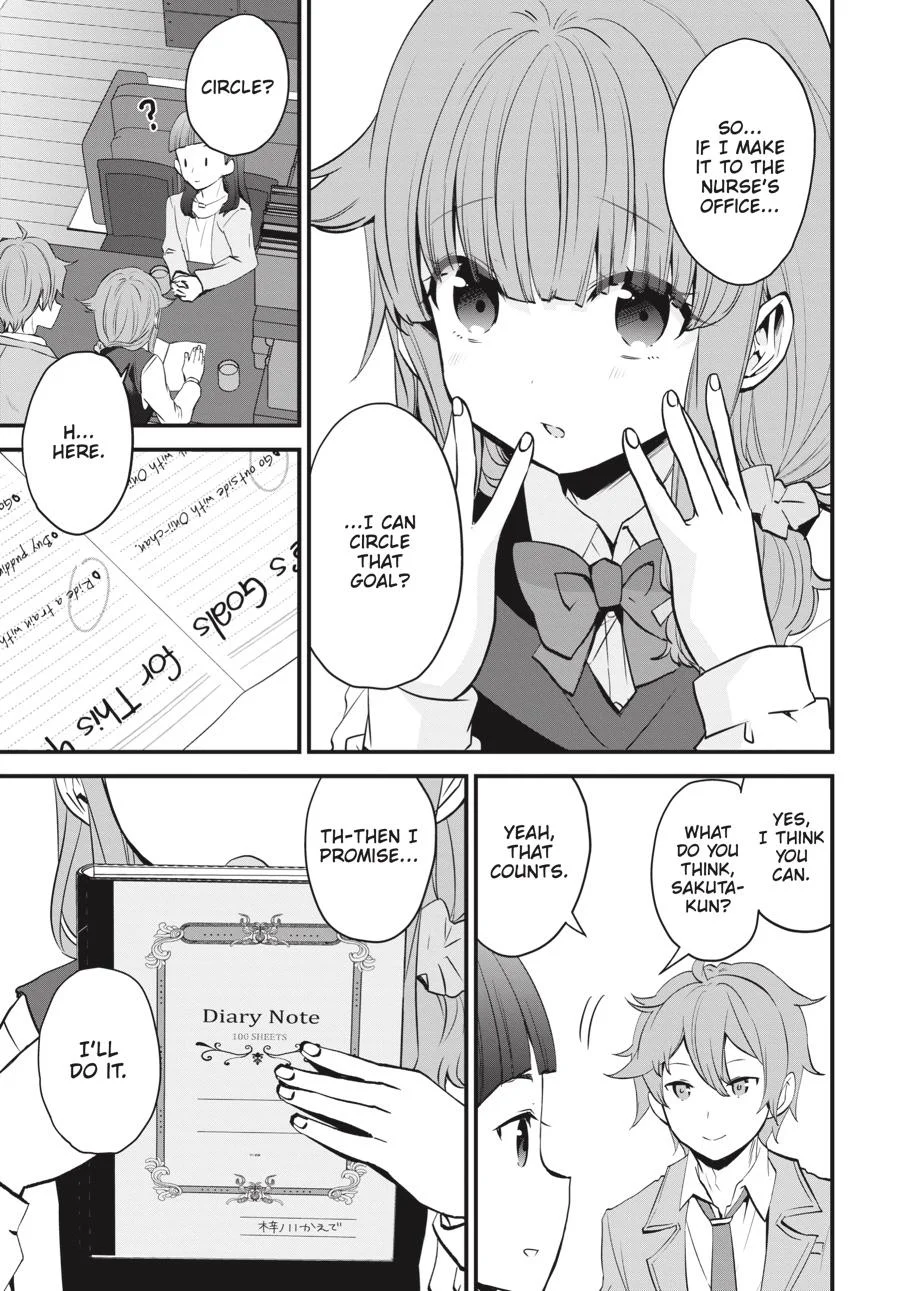 SO...
IF I MAKE
IT TO THE
NURSE'S
OFFICE...
...I CAN
CIRCLE
THAT
GOAL?
CIRCLE?
?
H...
HERE.
Go outside with Onii-chan.
Buy puddin
Ride a train with
's Goals
for This
YES,
I THINK
YOU
CAN.
WHAT
DO YOU
THINK,
SAKUTA-
KUN?
YEAH,
THAT
COUNTS.
TH-THEN I
PROMISE...
Diary Note
100 SHEETS
梓川かえで
I'LL
DO IT.